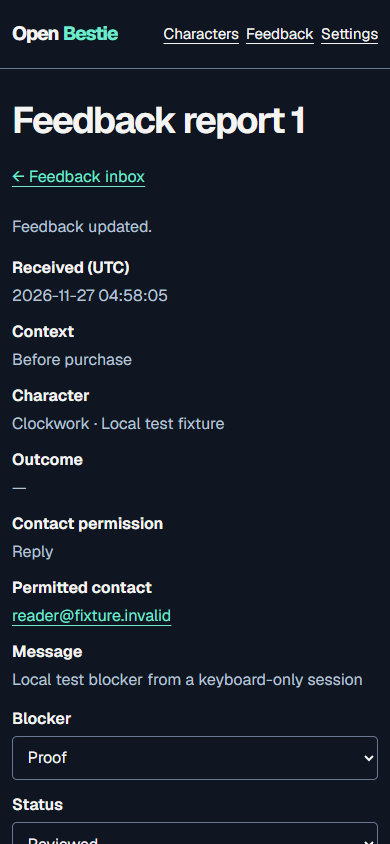 Open Bestie
Characters Feedback Settings
Feedback report 1
← Feedback inbox
Feedback updated.
Received (UTC)
2026-11-27 04:58:05
Context
Before purchase
Character
Clockwork · Local test fixture
Outcome
—
Contact permission
Reply
Permitted contact
reader@fixture.invalid
Message
Local test blocker from a keyboard-only session
Blocker
Proof
Status
Reviewed